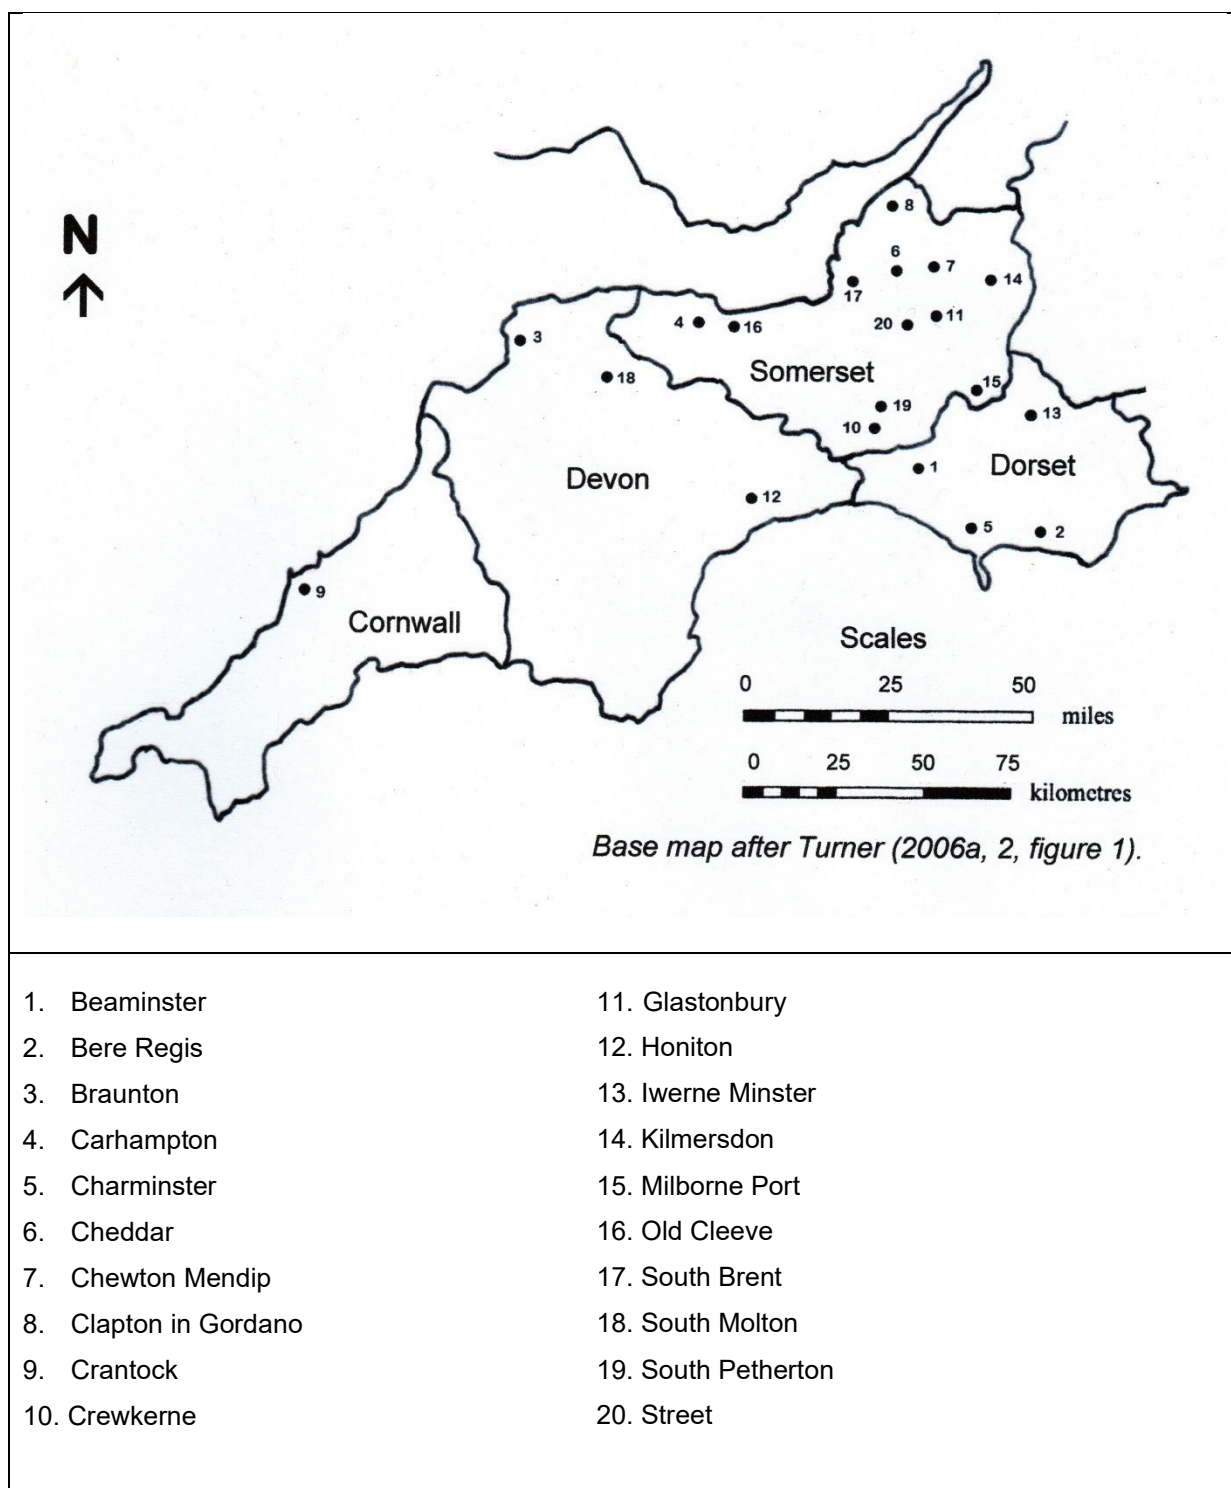 N
8
6
7
14
17
4
16
20
11
3
Somerset
15
18
19
13
10
Devon
1
Dorset
12
5
2
9
Cornwall
Scales
0 25 50
miles
0 25 50 75
kilometres
Base map after Turner (2006a, 2, figure 1).
1. Beaminster
2. Bere Regis
3. Braunton
4. Carhampton
5. Charminster
6. Cheddar
7. Chewton Mendip
8. Clapton in Gordano
9. Crantock
10. Crewkerne
11. Glastonbury
12. Honiton
13. Iwerne Minster
14. Kilmersdon
15. Milborne Port
16. Old Cleeve
17. South Brent
18. South Molton
19. South Petherton
20. Street